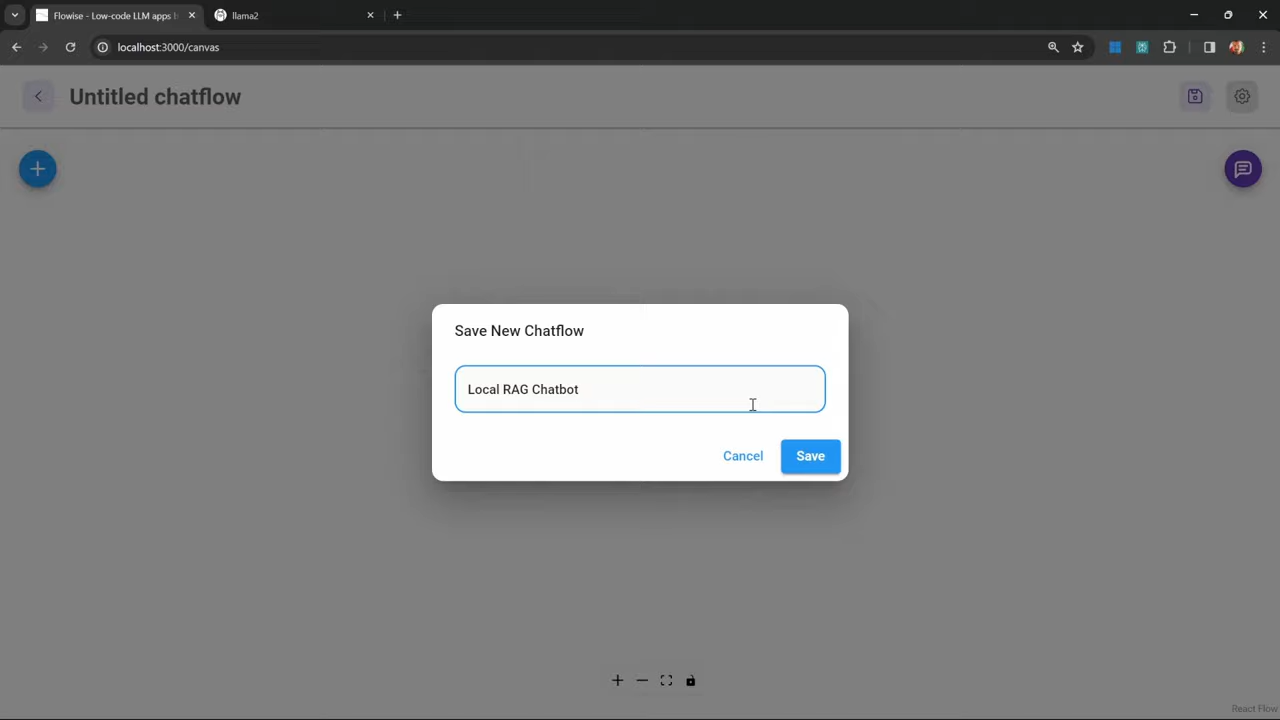 Flowise - Low-code LLM apps b
llama2
localhost:3000/canvas
Untitled chatflow
Save New Chatflow
Local RAG Chatbot
Cancel
Save
React Flow